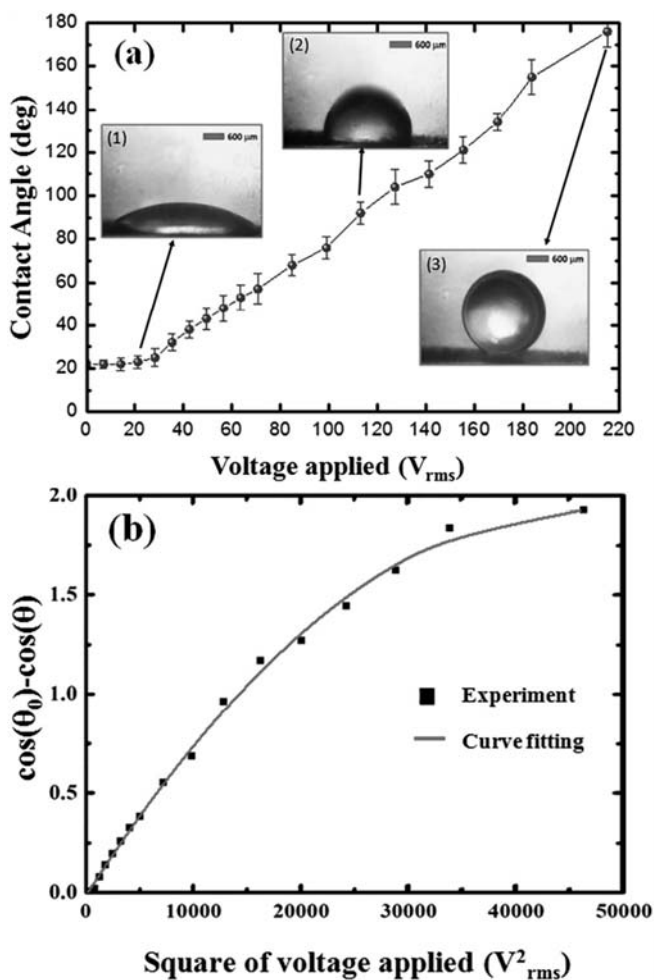 (a)
180
160
140
120
100
80
60
40
20
0
Contact Angle (deg)
(1)
600 μm
(2)
600 μm
(3)
600 μm
0 20 40 60 80 100 120 140 160 180 200 220
Voltage applied (Vrms)
(b)
2.0
1.5
1.0
0.5
0.0
cos(θ0)-cos(θ)
Experiment
Curve fitting
0 10000 20000 30000 40000 50000
Square of voltage applied (V²rms)